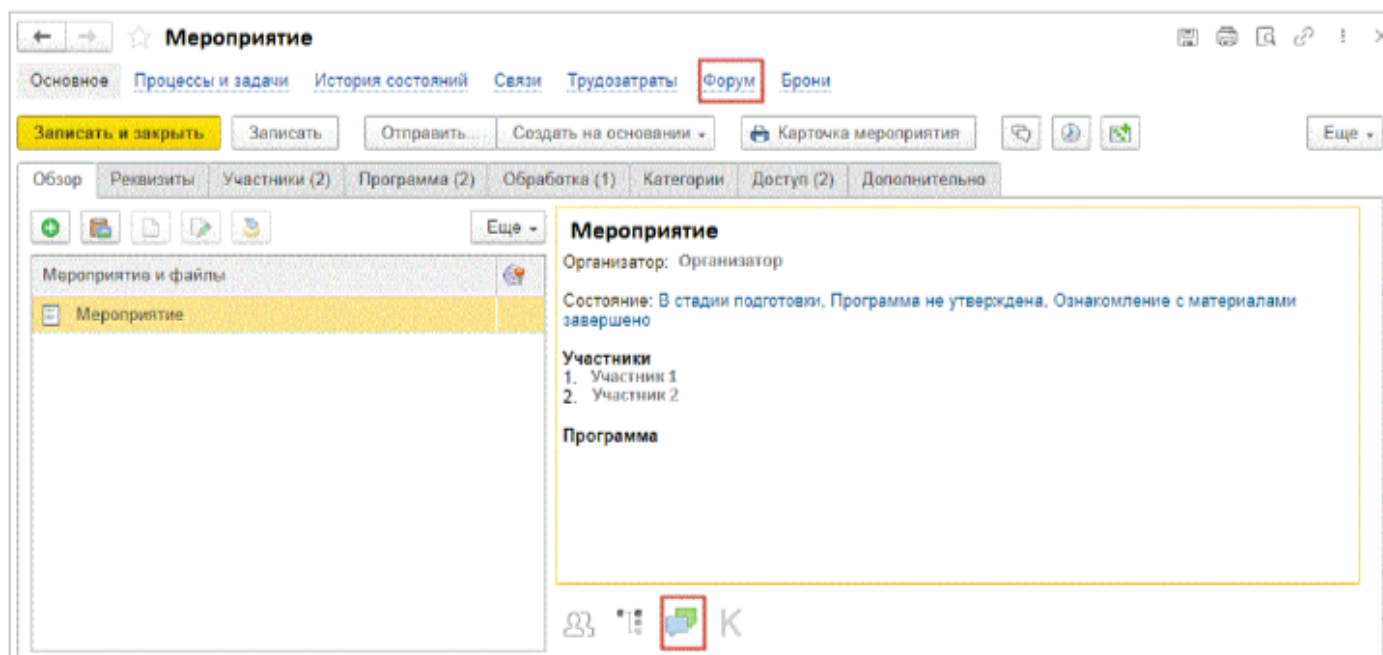 Мероприятие
Основное Процессы и задачи История состояний Связи Трудозатраты Форум Брони
Записать и закрыть Записать Отправить... Создать на основании Карточка мероприятия Еще
Обзор Реквизиты Участники (2) Программа (2) Обработка (1) Категории Доступ (2) Дополнительно
Еще
Мероприятие и файлы
Мероприятие
Мероприятие
Организатор: Организатор
Состояние: В стадии подготовки, Программа не утверждена, Ознакомление с материалами
завершено
Участники
1. Участник 1
2. Участник 2
Программа
K